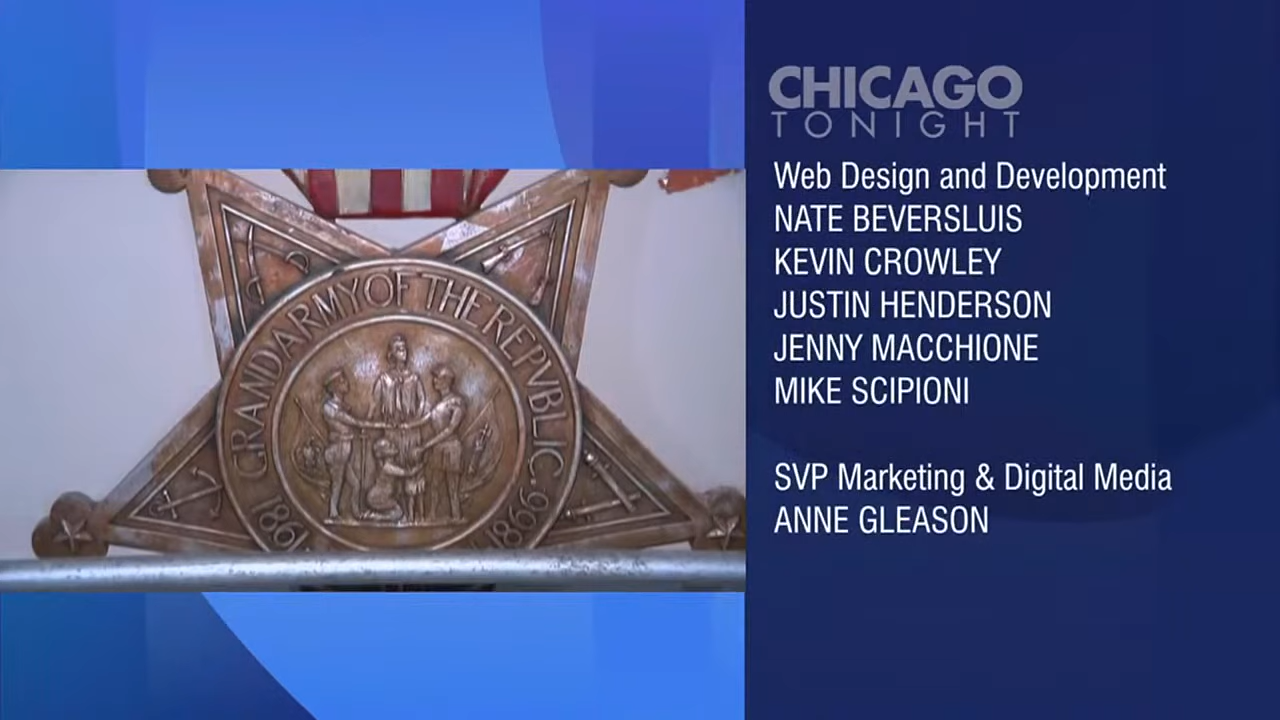 CHICAGO
TONIGHT
Web Design and Development
NATE BEVERSLUIS
KEVIN CROWLEY
JUSTIN HENDERSON
JENNY MACCHIONE
MIKE SCIPIONI
SVP Marketing & Digital Media
ANNE GLEASON
GRAND ARMY OF THE REPVBLIC.
1861
1866